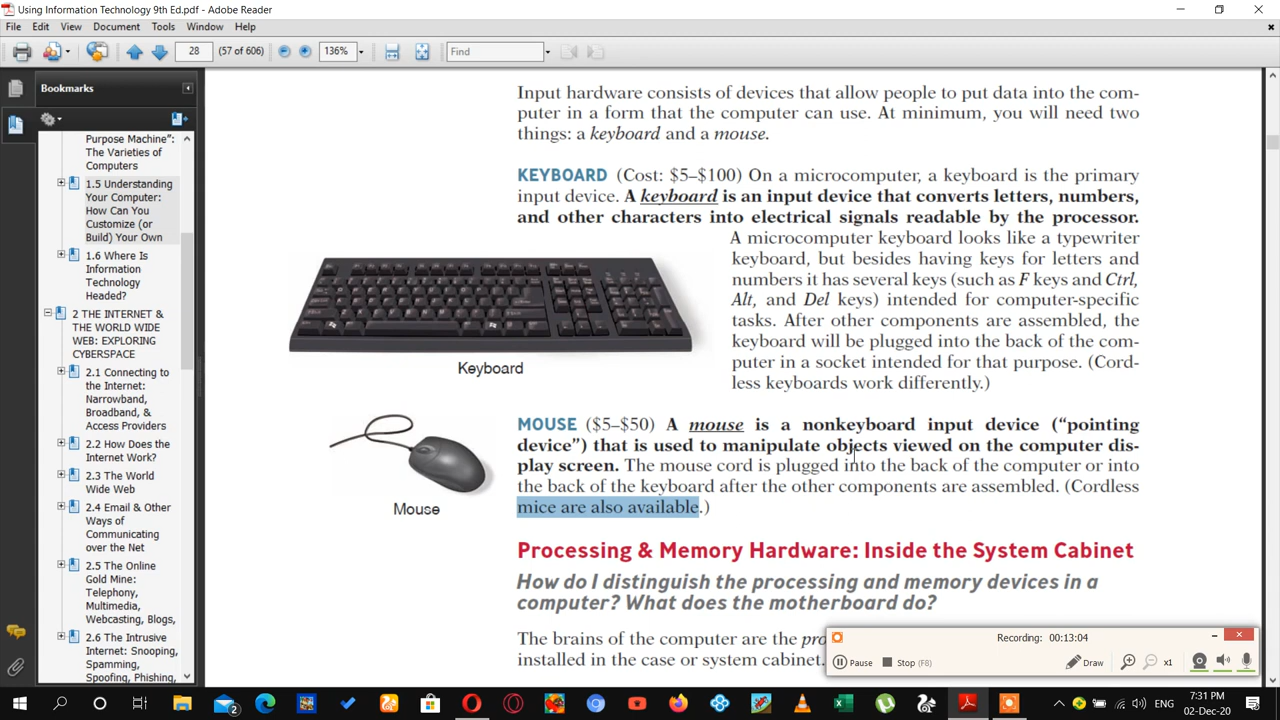 Using Information Technology 9th Ed.pdf - Adobe Reader
File Edit View Document Tools Window Help
28 (57 of 606) 136% Find
Bookmarks
Purpose Machine”:
The Varieties of
Computers
1.5 Understanding
Your Computer:
How Can You
Customize (or
Build) Your Own
1.6 Where Is
Information
Technology
Headed?
2 THE INTERNET &
THE WORLD WIDE
WEB: EXPLORING
CYBERSPACE
2.1 Connecting to
the Internet:
Narrowband,
Broadband, &
Access Providers
2.2 How Does the
Internet Work?
2.3 The World
Wide Web
2.4 Email & Other
Ways of
Communicating
over the Net
2.5 The Online
Gold Mine:
Telephony,
Multimedia,
Webcasting, Blogs,
2.6 The Intrusive
Internet: Snooping,
Spamming,
Spoofing, Phishing,
Input hardware consists of devices that allow people to put data into the com-
puter in a form that the computer can use. At minimum, you will need two
things: a keyboard and a mouse.
KEYBOARD (Cost: $5–$100) On a microcomputer, a keyboard is the primary
input device. A keyboard is an input device that converts letters, numbers,
and other characters into electrical signals readable by the processor.
A microcomputer keyboard looks like a typewriter
keyboard, but besides having keys for letters and
numbers it has several keys (such as F keys and Ctrl,
Alt, and Del keys) intended for computer-specific
tasks. After other components are assembled, the
keyboard will be plugged into the back of the com-
puter in a socket intended for that purpose. (Cord-
less keyboards work differently.)
Keyboard
MOUSE ($5–$50) A mouse is a nonkeyboard input device (“pointing
device”) that is used to manipulate objects viewed on the computer dis-
play screen. The mouse cord is plugged into the back of the computer or into
the back of the keyboard after the other components are assembled. (Cordless
mice are also available.)
Mouse
Processing & Memory Hardware: Inside the System Cabinet
How do I distinguish the processing and memory devices in a
computer? What does the motherboard do?
The brains of the computer are the pro
installed in the case or system cabinet.
Recording: 00:13:04
Pause Stop (F8) Draw x1
2
ENG
7:31 PM
02-Dec-20